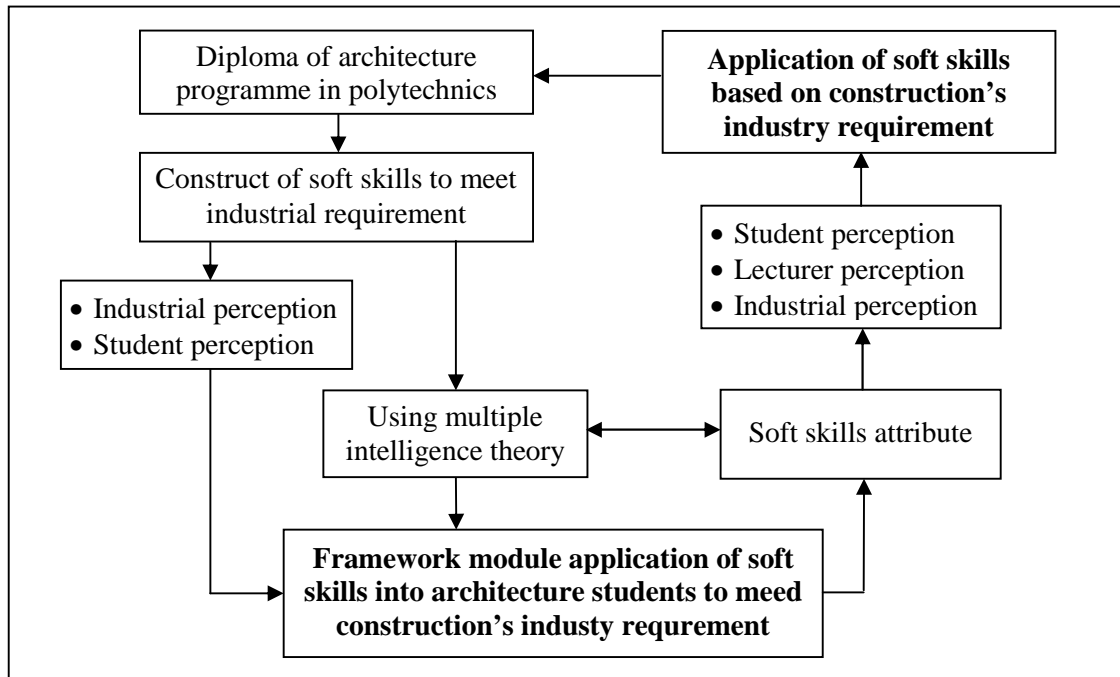 Diploma of architecture
programme in polytechnics
Application of soft skills
based on construction's
industry requirement
Construct of soft skills to meet
industrial requirement
• Student perception
• Lecturer perception
• Industrial perception
• Industrial perception
• Student perception
Using multiple
intelligence theory
Soft skills attribute
Framework module application of soft
skills into architecture students to meed
construction's industy requrement